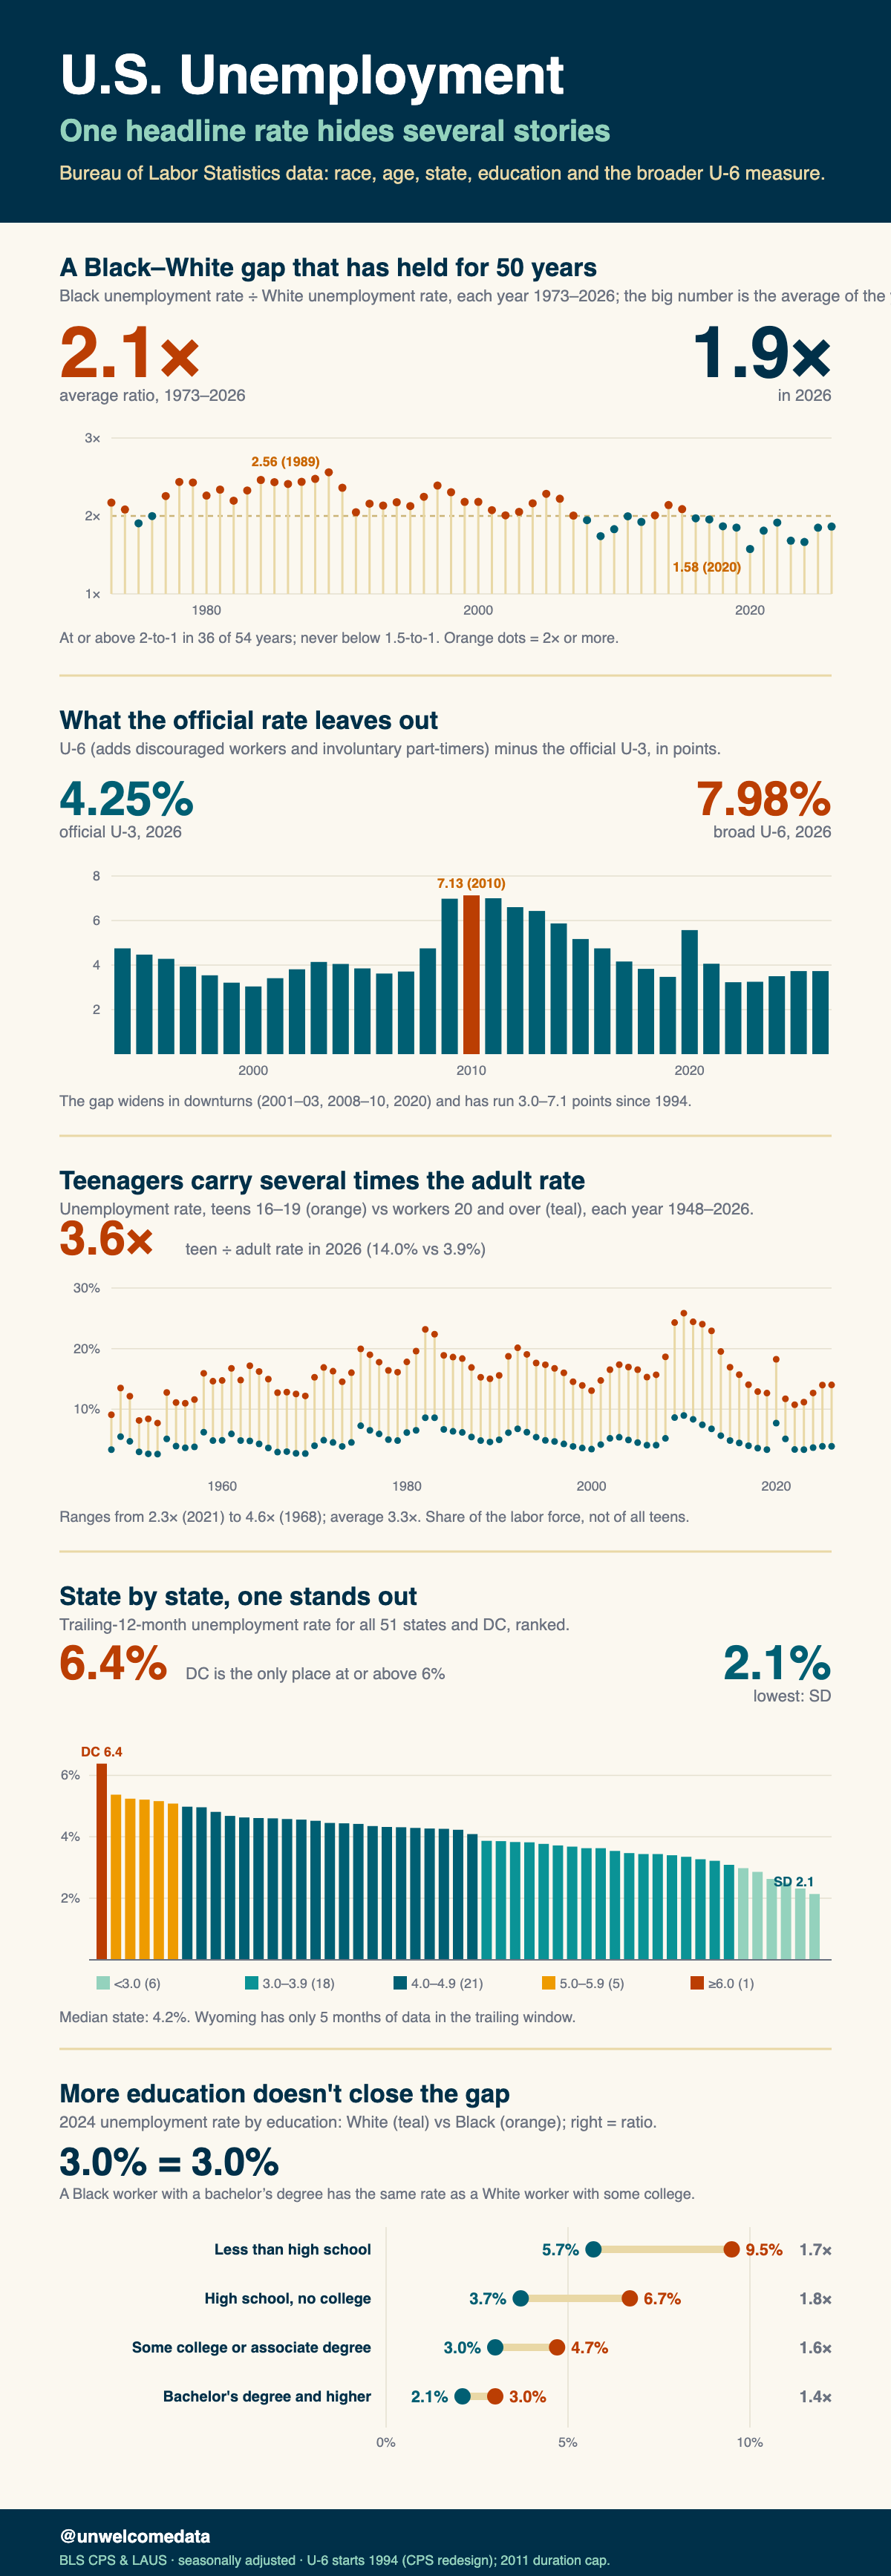 U.S. Unemployment
One headline rate hides several stories
Bureau of Labor Statistics data: race, age, state, education and the broader U-6 measure.
A Black–White gap that has held for 50 years
Black unemployment rate ÷ White unemployment rate, each year 1973–2026; the big number is the average of the
2.1× 1.9×
average ratio, 1973–2026 in 2026
3×
2.56 (1989)
2×
1.58 (2020)
1×
1980 2000 2020
At or above 2-to-1 in 36 of 54 years; never below 1.5-to-1. Orange dots = 2× or more.
What the official rate leaves out
U-6 (adds discouraged workers and involuntary part-timers) minus the official U-3, in points.
4.25% 7.98%
official U-3, 2026 broad U-6, 2026
8
7.13 (2010)
6
4
2
2000 2010 2020
The gap widens in downturns (2001–03, 2008–10, 2020) and has run 3.0–7.1 points since 1994.
Teenagers carry several times the adult rate
Unemployment rate, teens 16–19 (orange) vs workers 20 and over (teal), each year 1948–2026.
3.6× teen ÷ adult rate in 2026 (14.0% vs 3.9%)
30%
20%
10%
1960 1980 2000 2020
Ranges from 2.3× (2021) to 4.6× (1968); average 3.3×. Share of the labor force, not of all teens.
State by state, one stands out
Trailing-12-month unemployment rate for all 51 states and DC, ranked.
6.4% DC is the only place at or above 6% 2.1%
lowest: SD
DC 6.4
6%
4%
SD 2.1
2%
<3.0 (6) 3.0–3.9 (18) 4.0–4.9 (21) 5.0–5.9 (5) ≥6.0 (1)
Median state: 4.2%. Wyoming has only 5 months of data in the trailing window.
More education doesn't close the gap
2024 unemployment rate by education: White (teal) vs Black (orange); right = ratio.
3.0% = 3.0%
A Black worker with a bachelor’s degree has the same rate as a White worker with some college.
Less than high school 5.7% 9.5% 1.7×
High school, no college 3.7% 6.7% 1.8×
Some college or associate degree 3.0% 4.7% 1.6×
Bachelor's degree and higher 2.1% 3.0% 1.4×
0% 5% 10%
@unwelcomedata
BLS CPS & LAUS · seasonally adjusted · U-6 starts 1994 (CPS redesign); 2011 duration cap.